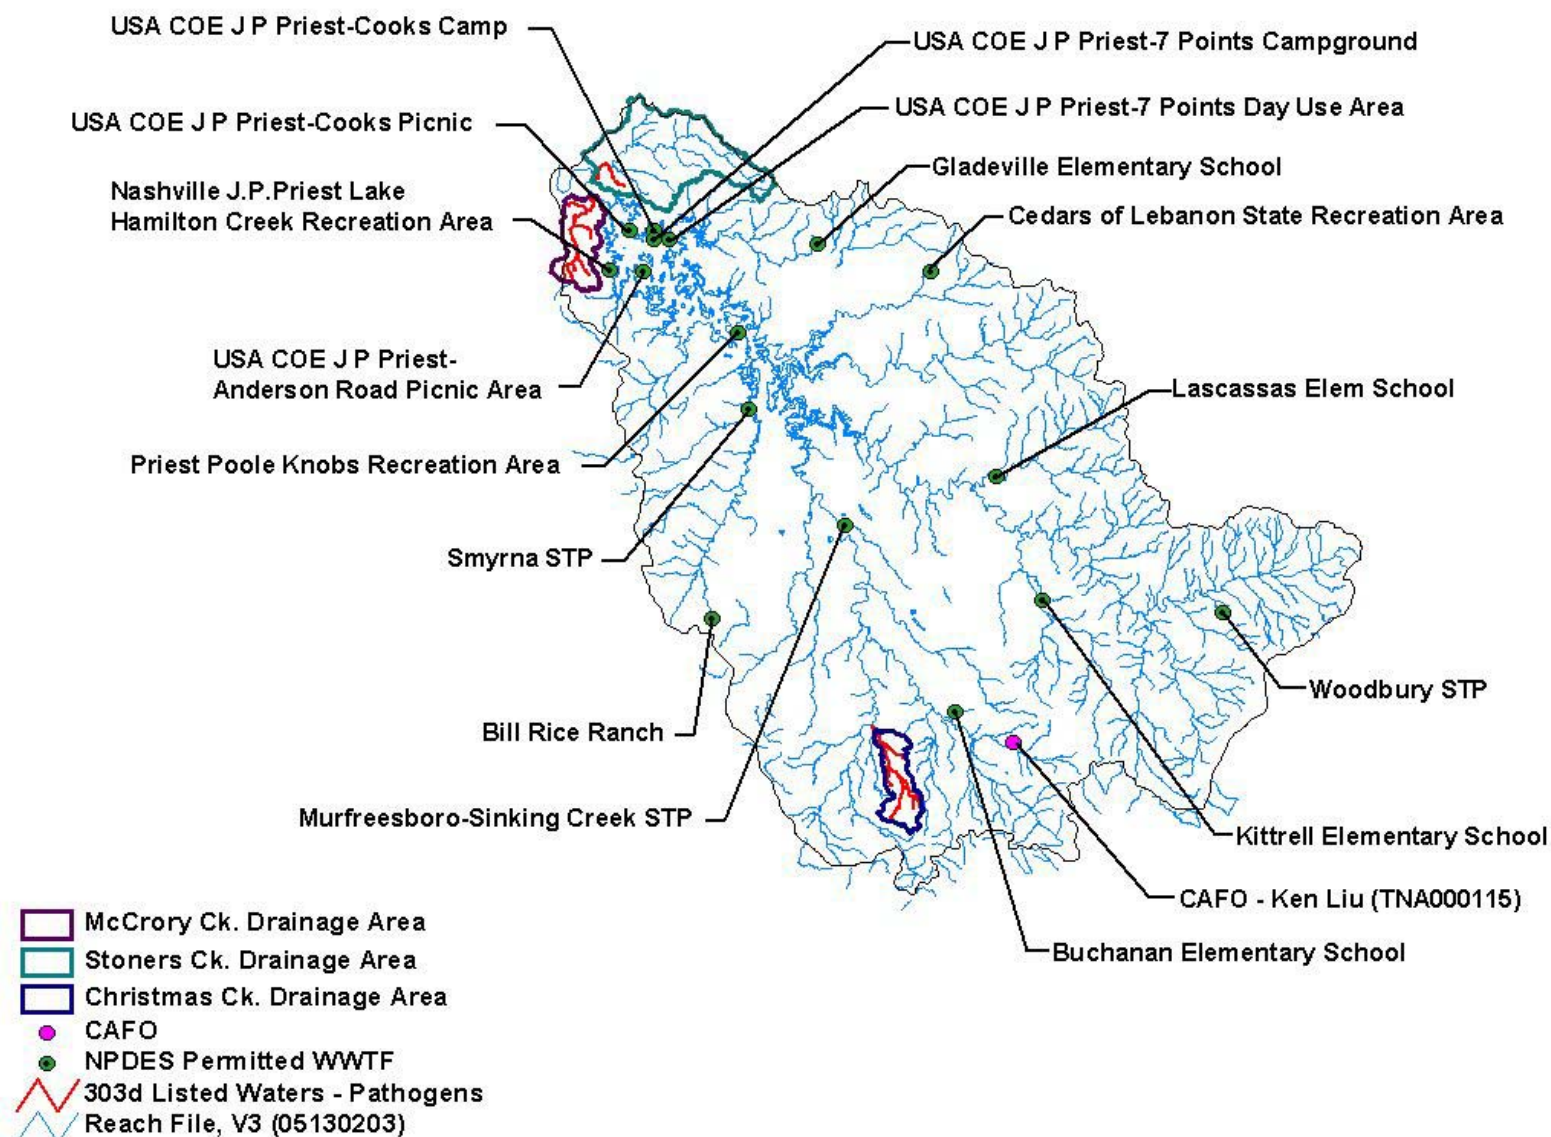 USA COE J P Priest-Cooks Camp
USA COE J P Priest-7 Points Campground
USA COE J P Priest-Cooks Picnic
USA COE J P Priest-7 Points Day Use Area
Gladeville Elementary School
Nashville J.P.Priest Lake
Hamilton Creek Recreation Area
Cedars of Lebanon State Recreation Area
USA COE J P Priest-
Anderson Road Picnic Area
Lascassas Elem School
Priest Poole Knobs Recreation Area
Smyrna STP
Woodbury STP
Bill Rice Ranch
Murfreesboro-Sinking Creek STP
Kittrell Elementary School
CAFO - Ken Liu (TNA000115)
Buchanan Elementary School
McCrory Ck. Drainage Area
Stoners Ck. Drainage Area
Christmas Ck. Drainage Area
CAFO
NPDES Permitted WWTF
303d Listed Waters - Pathogens
Reach File, V3 (05130203)